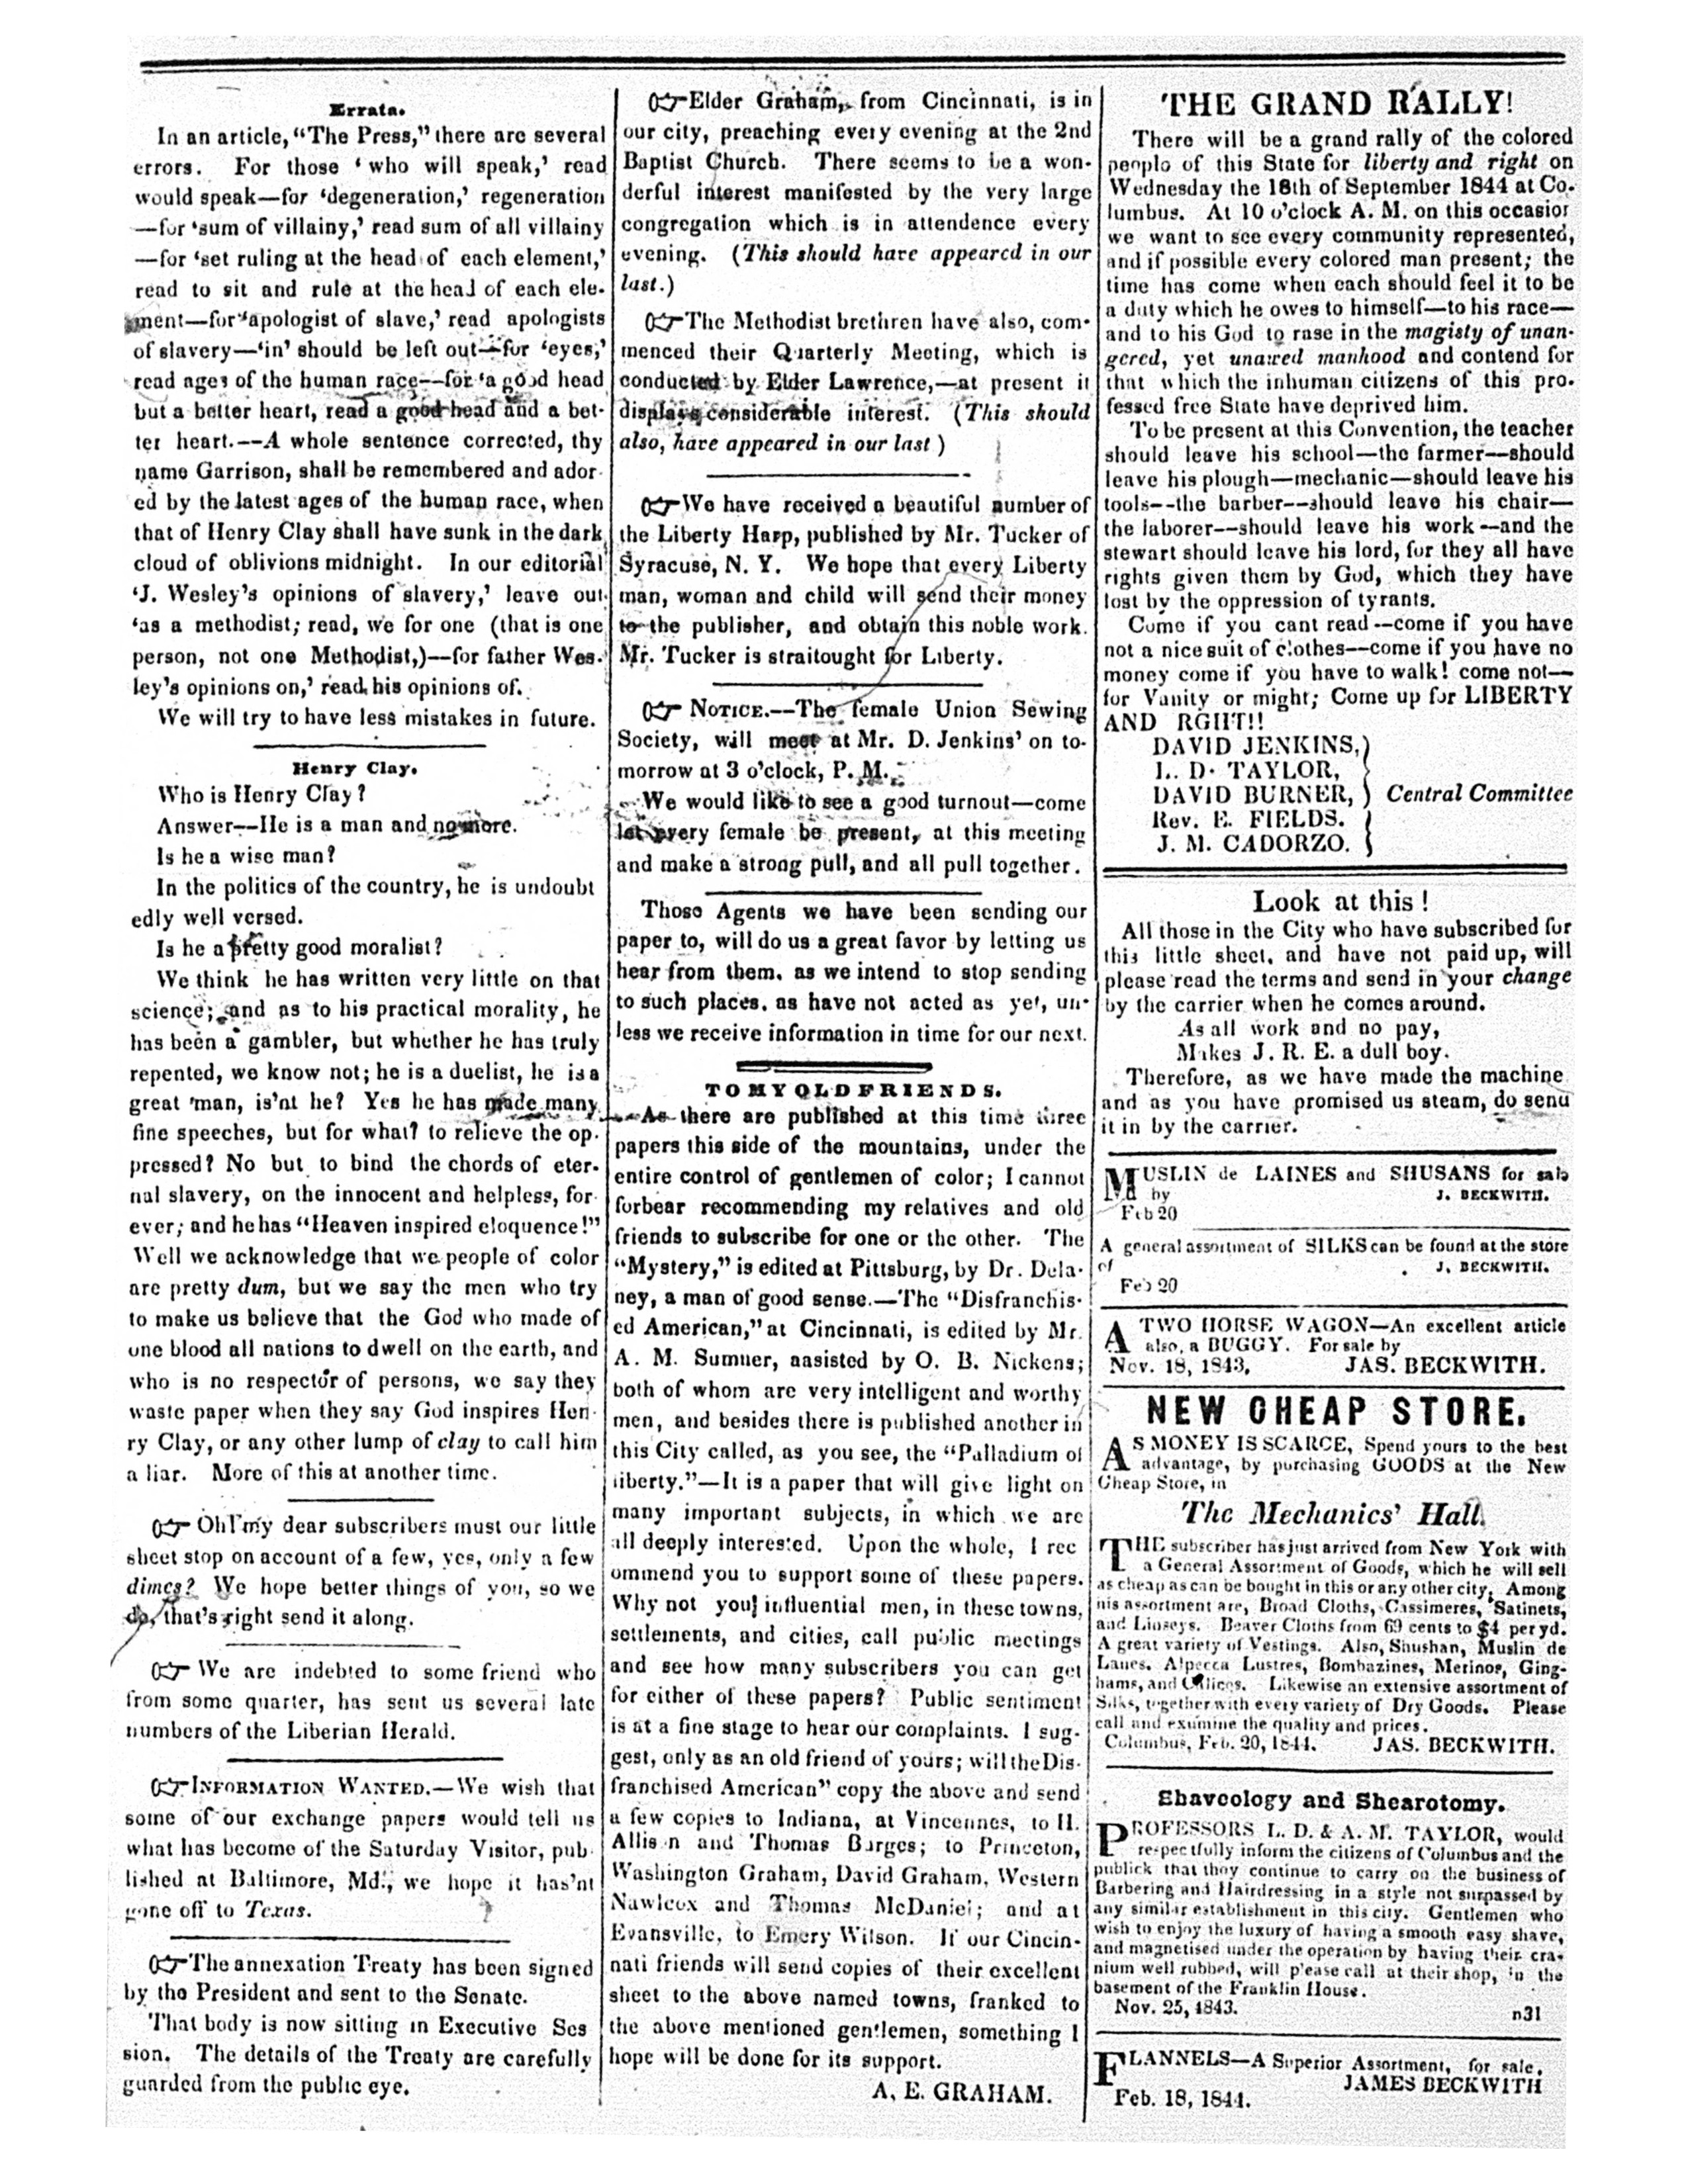 Errata.
In an article, "The Press," there are several
errors. For those ' who will speak,' read
would speak—for 'degeneration,' regeneration
—for 'sum of villainy,' read sum of all villainy
—for 'set ruling at the head of each element,'
read to sit and rule at the head of each ele-
ment—for 'apologist of slave,' read apologists
of slavery—'in' should be left out—for 'eyes,'
read ages of the human race--for 'a good head
but a better heart, read a good head and a bet-
ter heart.--A whole sentence corrected, thy
name Garrison, shall be remembered and ador-
ed by the latest ages of the human race, when
that of Henry Clay shall have sunk in the dark
cloud of oblivions midnight. In our editorial
'J. Wesley's opinions of slavery,' leave out
'as a methodist; read, we for one (that is one
person, not one Methodist,)—for father Wes-
ley's opinions on,' read his opinions of.
We will try to have less mistakes in future.
Henry Clay.
Who is Henry Clay?
Answer--He is a man and no more.
Is he a wise man?
In the politics of the country, he is undoubt
edly well versed.
Is he a pretty good moralist?
We think he has written very little on that
science; and as to his practical morality, he
has been a gambler, but whether he has truly
repented, we know not; he is a duelist, he is a
great 'man, is'nt he? Yes he has made many
fine speeches, but for what? to relieve the op-
pressed? No but to bind the chords of eter-
nal slavery, on the innocent and helpless, for-
ever; and he has "Heaven inspired eloquence!"
Well we acknowledge that we people of color
are pretty dum, but we say the men who try
to make us believe that the God who made of
one blood all nations to dwell on the earth, and
who is no respector of persons, we say they
waste paper when they say God inspires Hen-
ry Clay, or any other lump of clay to call him
a liar. More of this at another time.
☞ Oh! my dear subscribers must our little
sheet stop on account of a few, yes, only a few
dimes? We hope better things of you, so we
do, that's right send it along.
☞ We are indebted to some friend who
from some quarter, has sent us several late
numbers of the Liberian Herald.
☞ INFORMATION WANTED.—We wish that
some of our exchange papers would tell us
what has become of the Saturday Visitor, pub-
lished at Baltimore, Md., we hope it has'nt
gone off to Texas.
☞ The annexation Treaty has been signed
by the President and sent to the Senate.
That body is now sitting in Executive Ses
sion. The details of the Treaty are carefully
guarded from the public eye.
☞ Elder Graham, from Cincinnati, is in
our city, preaching every evening at the 2nd
Baptist Church. There seems to be a won-
derful interest manifested by the very large
congregation which is in attendence every
evening. (This should have appeared in our
last.)
☞ The Methodist brethren have also, com-
menced their Quarterly Meeting, which is
conducted by Elder Lawrence,—at present it
displays considerable interest. (This should
also, have appeared in our last )
☞ We have received a beautiful number of
the Liberty Harp, published by Mr. Tucker of
Syracuse, N. Y. We hope that every Liberty
man, woman and child will send their money
to the publisher, and obtain this noble work.
Mr. Tucker is straitought for Liberty.
☞ NOTICE.--The female Union Sewing
Society, will meet at Mr. D. Jenkins' on to-
morrow at 3 o'clock, P. M.
We would like to see a good turnout—come
let every female be present, at this meeting
and make a strong pull, and all pull together.
Those Agents we have been sending our
paper to, will do us a great favor by letting us
hear from them, as we intend to stop sending
to such places, as have not acted as yet, un-
less we receive information in time for our next.
TO MY OLD FRIENDS.
As there are published at this time three
papers this side of the mountains, under the
entire control of gentlemen of color; I cannot
forbear recommending my relatives and old
friends to subscribe for one or the other. The
"Mystery," is edited at Pittsburg, by Dr. Dela-
ney, a man of good sense.—The "Disfranchis-
ed American," at Cincinnati, is edited by Mr.
A. M. Sumner, aasisted by O. B. Nickens;
both of whom are very intelligent and worthy
men, and besides there is published another in
this City called, as you see, the "Palladium of
liberty."—It is a paper that will give light on
many important subjects, in which we are
all deeply interested. Upon the whole, I rec
ommend you to support some of these papers.
Why not you! influential men, in these towns,
settlements, and cities, call public meetings
and see how many subscribers you can get
for either of these papers? Public sentiment
is at a fine stage to hear our complaints. I sug-
gest, only as an old friend of yours; will the Dis-
franchised American" copy the above and send
a few copies to Indiana, at Vincennes, to H.
Allis n and Thomas Barges; to Princeton,
Washington Graham, David Graham, Western
Nawlcox and Thomas McDaniel; and at
Evansville, to Emery Wilson. If our Cincin-
nati friends will send copies of their excellent
sheet to the above named towns, franked to
the above mentioned gentlemen, something I
hope will be done for its support.
A. E. GRAHAM.
THE GRAND RALLY!
There will be a grand rally of the colored
people of this State for liberty and right on
Wednesday the 18th of September 1844 at Co-
lumbus. At 10 o'clock A. M. on this occasion
we want to see every community represented,
and if possible every colored man present; the
time has come when each should feel it to be
a duty which he owes to himself—to his race—
and to his God to rase in the magisty of unan-
gered, yet unawed manhood and contend for
that which the inhuman citizens of this pro-
fessed free State have deprived him.
To be present at this Convention, the teacher
should leave his school—the farmer—should
leave his plough—mechanic—should leave his
tools--the barber--should leave his chair—
the laborer--should leave his work--and the
stewart should leave his lord, for they all have
rights given them by God, which they have
lost by the oppression of tyrants.
Come if you cant read--come if you have
not a nice suit of clothes--come if you have no
money come if you have to walk! come not—
for Vanity or might; Come up for LIBERTY
AND RGIIT!!
DAVID JENKINS,
L. D. TAYLOR,
DAVID BURNER, Central Committee
Rev. E. FIELDS.
J. M. CADORZO.
Look at this!
All those in the City who have subscribed for
this little sheet, and have not paid up, will
please read the terms and send in your change
by the carrier when he comes around.
As all work and no pay,
Makes J. R. E. a dull boy.
Therefore, as we have made the machine
and as you have promised us steam, do send
it in by the carrier.
MUSLIN de LAINES and SHUSANS for sale
by J. BECKWITH.
Feb 20
A general assortment of SILKS can be found at the store
of J. BECKWITH.
Feb 20
A TWO HORSE WAGON—An excellent article
also, a BUGGY. For sale by
Nov. 18, 1843, JAS. BECKWITH.
NEW CHEAP STORE.
AS MONEY IS SCARCE, Spend yours to the best
advantage, by purchasing GOODS at the New
Cheap Store, in
The Mechanics' Hall.
THE subscriber has just arrived from New York with
a General Assortment of Goods, which he will sell
as cheap as can be bought in this or any other city, Among
his assortment are, Broad Cloths, Cassimeres, Satinets,
and Linseys. Beaver Cloths from 69 cents to $4 per yd.
A great variety of Vestings. Also, Shushan, Muslin de
Lanes, Alpecca Lustres, Bombazines, Merinos, Ging-
hams, and Calicos. Likewise an extensive assortment of
Silks, together with every variety of Dry Goods. Please
call and examine the quality and prices.
Columbus, Feb. 20, 1844. JAS. BECKWITH.
Shaveology and Shearotomy.
PROFESSORS L. D. & A. M. TAYLOR, would
respectfully inform the citizens of Columbus and the
publick that they continue to carry on the business of
Barbering and Hairdressing in a style not surpassed by
any similar establishment in this city. Gentlemen who
wish to enjoy the luxury of having a smooth easy shave,
and magnetised under the operation by having their cra-
nium well rubbed, will please call at their shop, in the
basement of the Franklin House.
Nov. 25, 1843. n31
FLANNELS—A Superior Assortment, for sale,
JAMES BECKWITH
Feb. 18, 1844.